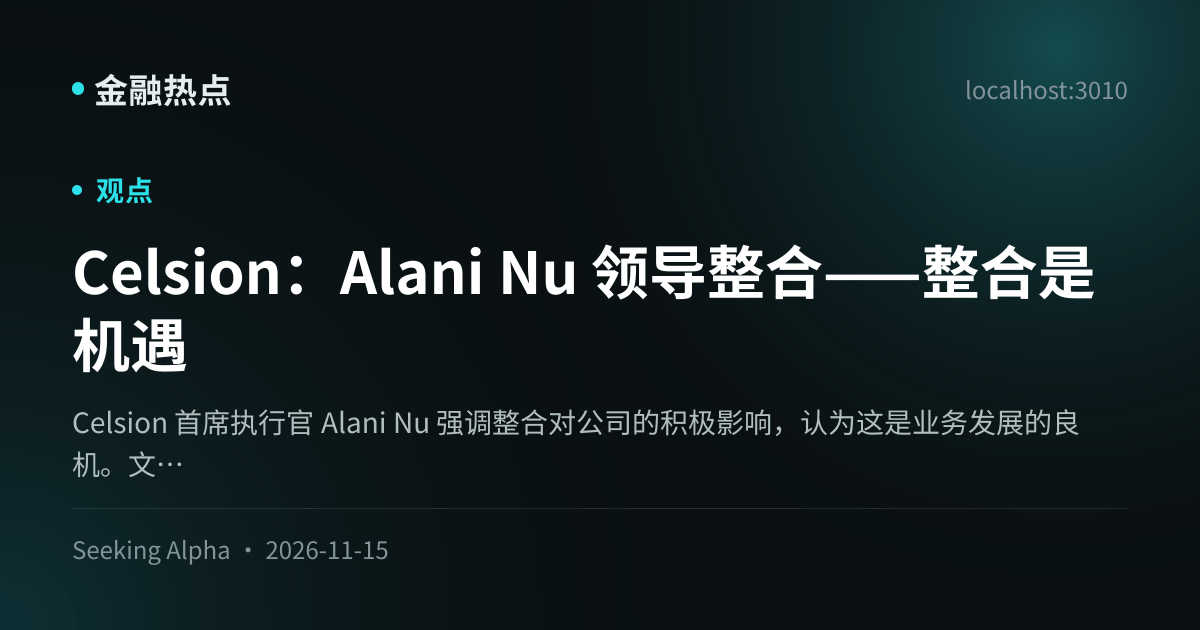 金融热点
localhost:3010
观点
Celsion：Alani Nu 领导整合——整合是
机遇
Celsion 首席执行官 Alani Nu 强调整合对公司的积极影响，认为这是业务发展的良
机。文…
Seeking Alpha · 2026-11-15